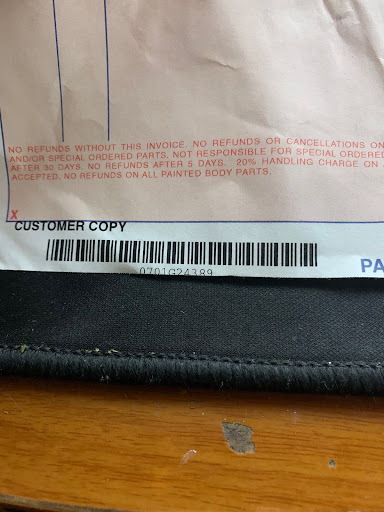 NO REFUNDS WITHOUT THIS INVOICE. NO REFUNDS OR CANCELLATIONS ON
AND/OR SPECIAL ORDERED PARTS. NOT RESPONSIBLE FOR SPECIAL ORDERED
AFTER 30 DAYS. NO REFUNDS AFTER 5 DAYS. 20% HANDLING CHARGE ON
ACCEPTED. NO REFUNDS ON ALL PAINTED BODY PARTS.
X
CUSTOMER COPY
0701G24389
PA